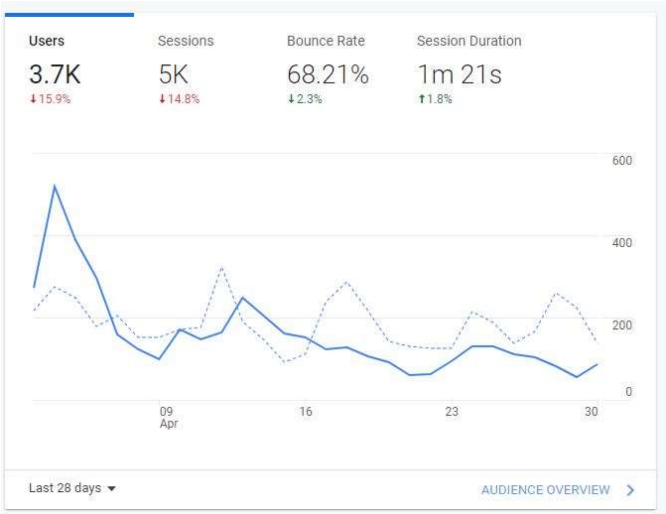 Users Sessions Bounce Rate Session Duration
3.7K 5K 68.21% 1m 21s
↓15.9% ↓14.8% ↓2.3% ↑1.8%
600
400
200
0
09 16 23 30
Apr
Last 28 days AUDIENCE OVERVIEW